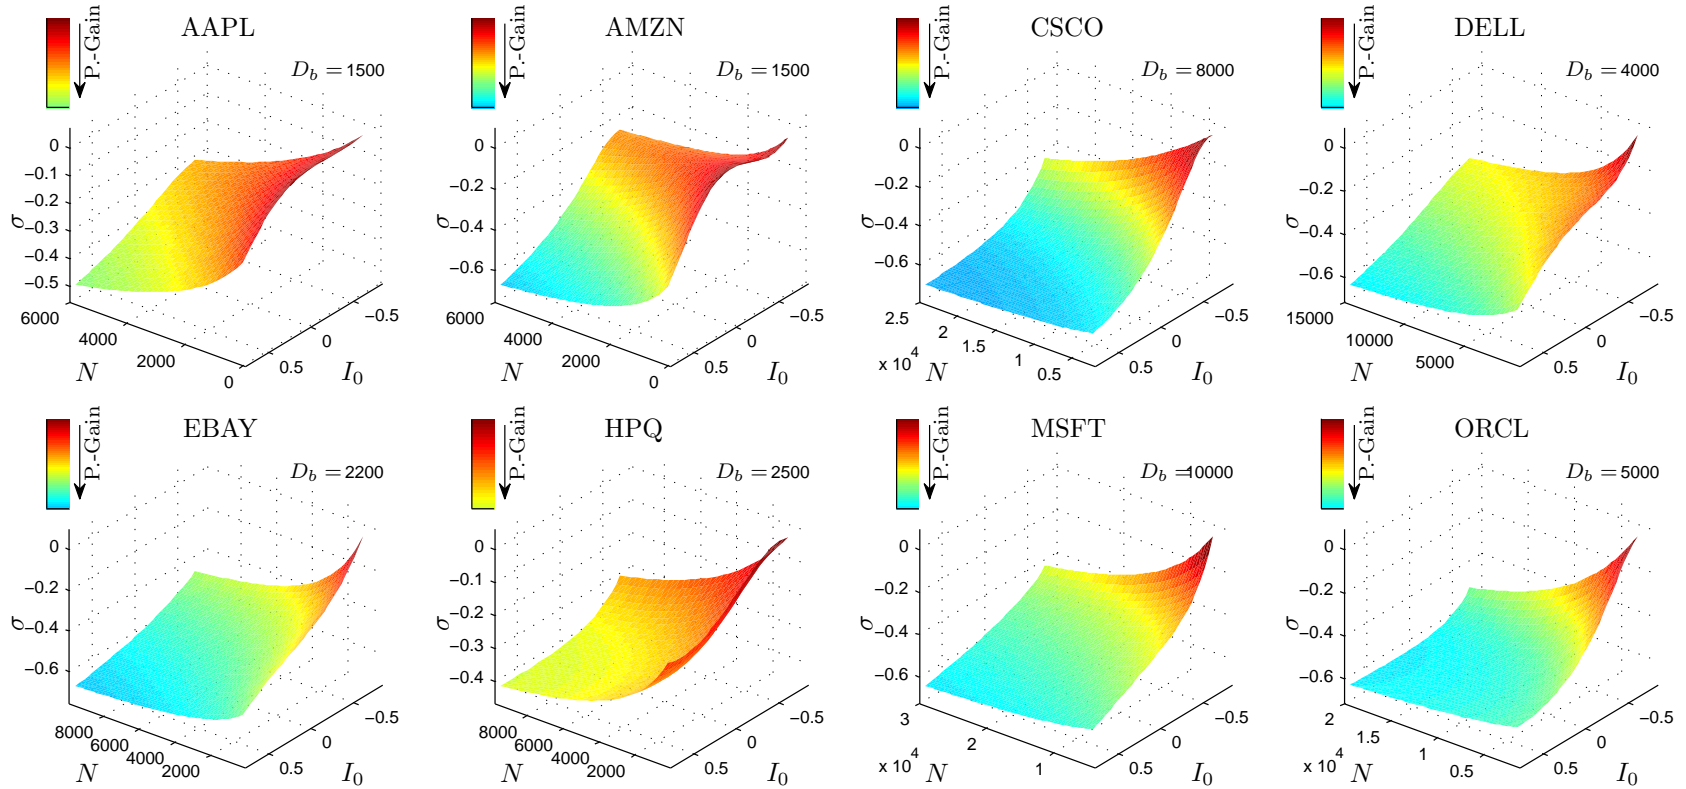 AAPL
P.-Gain
D_b = 1500
0
−0.1
−0.2
−0.3
−0.4
−0.5
σ
6000
4000
2000
0
N
0.5
0
−0.5
I_0
AMZN
P.-Gain
D_b = 1500
0
−0.2
−0.4
−0.6
σ
6000
4000
2000
0
N
0.5
0
−0.5
I_0
CSCO
P.-Gain
D_b = 8000
0
−0.2
−0.4
−0.6
σ
2.5
2
1.5
1
0.5
x 10^4
N
0.5
0
−0.5
I_0
DELL
P.-Gain
D_b = 4000
0
−0.2
−0.4
−0.6
σ
15000
10000
5000
N
0.5
0
−0.5
I_0
EBAY
P.-Gain
D_b = 2200
0
−0.2
−0.4
−0.6
σ
8000
6000
4000
2000
N
0.5
0
−0.5
I_0
HPQ
P.-Gain
D_b = 2500
0
−0.1
−0.2
−0.3
−0.4
σ
8000
6000
4000
2000
N
0.5
0
−0.5
I_0
MSFT
P.-Gain
D_b = 10000
0
−0.2
−0.4
−0.6
σ
3
2
1
x 10^4
N
0.5
0
−0.5
I_0
ORCL
P.-Gain
D_b = 5000
0
−0.2
−0.4
−0.6
σ
2
1.5
1
0.5
x 10^4
N
0.5
0
−0.5
I_0